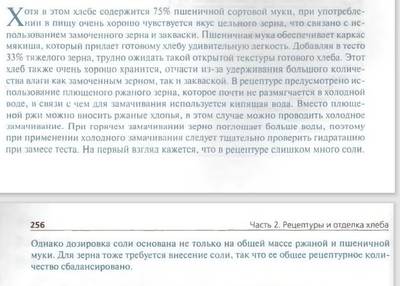 Хотя в этом хлебе содержится 75% пшеничной сортовой муки, при употребле-
нии в пищу очень хорошо чувствуется вкус цельного зерна, что связано с ис-
пользованием замоченного зерна и закваски. Пшеничная мука обеспечивает каркас
мякиша, который придает готовому хлебу удивительную легкость. Добавляя в тесто
33% тяжелого зерна, трудно ожидать такой открытой текстуры готового хлеба. Этот
хлеб также очень хорошо хранится, отчасти из-за удерживания большого количе-
ства влаги как замоченным зерном, так и закваской. В рецептуре предусмотрено ис-
пользование плющеного ржаного зерна, которое почти не размягчается в холодной
воде, в связи с чем для замачивания используется кипящая вода. Вместо плюще-
ной ржи можно вносить ржаные хлопья, в этом случае можно проводить холодное
замачивание. При горячем замачивании зерно поглощает больше воды, поэтому
при применении холодного замачивания следует тщательно проверить гидратацию
при замесе теста. На первый взгляд кажется, что в рецептуре слишком много соли.
256 Часть 2. Рецептуры и отделка хлеба
Однако дозировка соли основана не только на общей массе ржаной и пшеничной
муки. Для зерна тоже требуется внесение соли, так что ее общее рецептурное коли-
чество сбалансировано.